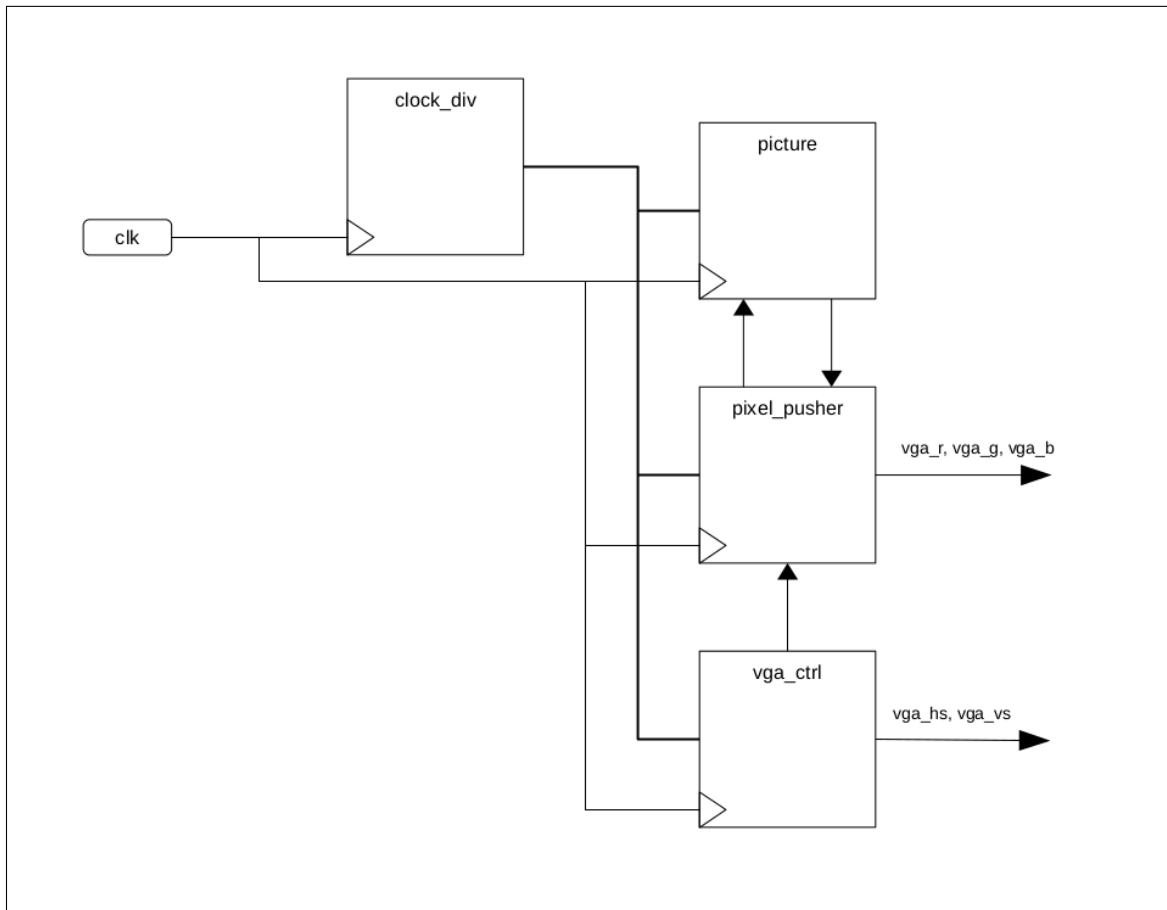 clock_div
picture
clk
pixel_pusher
vga_r, vga_g, vga_b
vga_ctrl
vga_hs, vga_vs